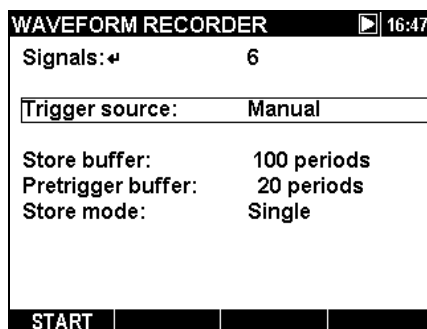 WAVEFORM RECORDER 16:47
Signals:↵ 6
Trigger source: Manual
Store buffer: 100 periods
Pretrigger buffer: 20 periods
Store mode: Single
START